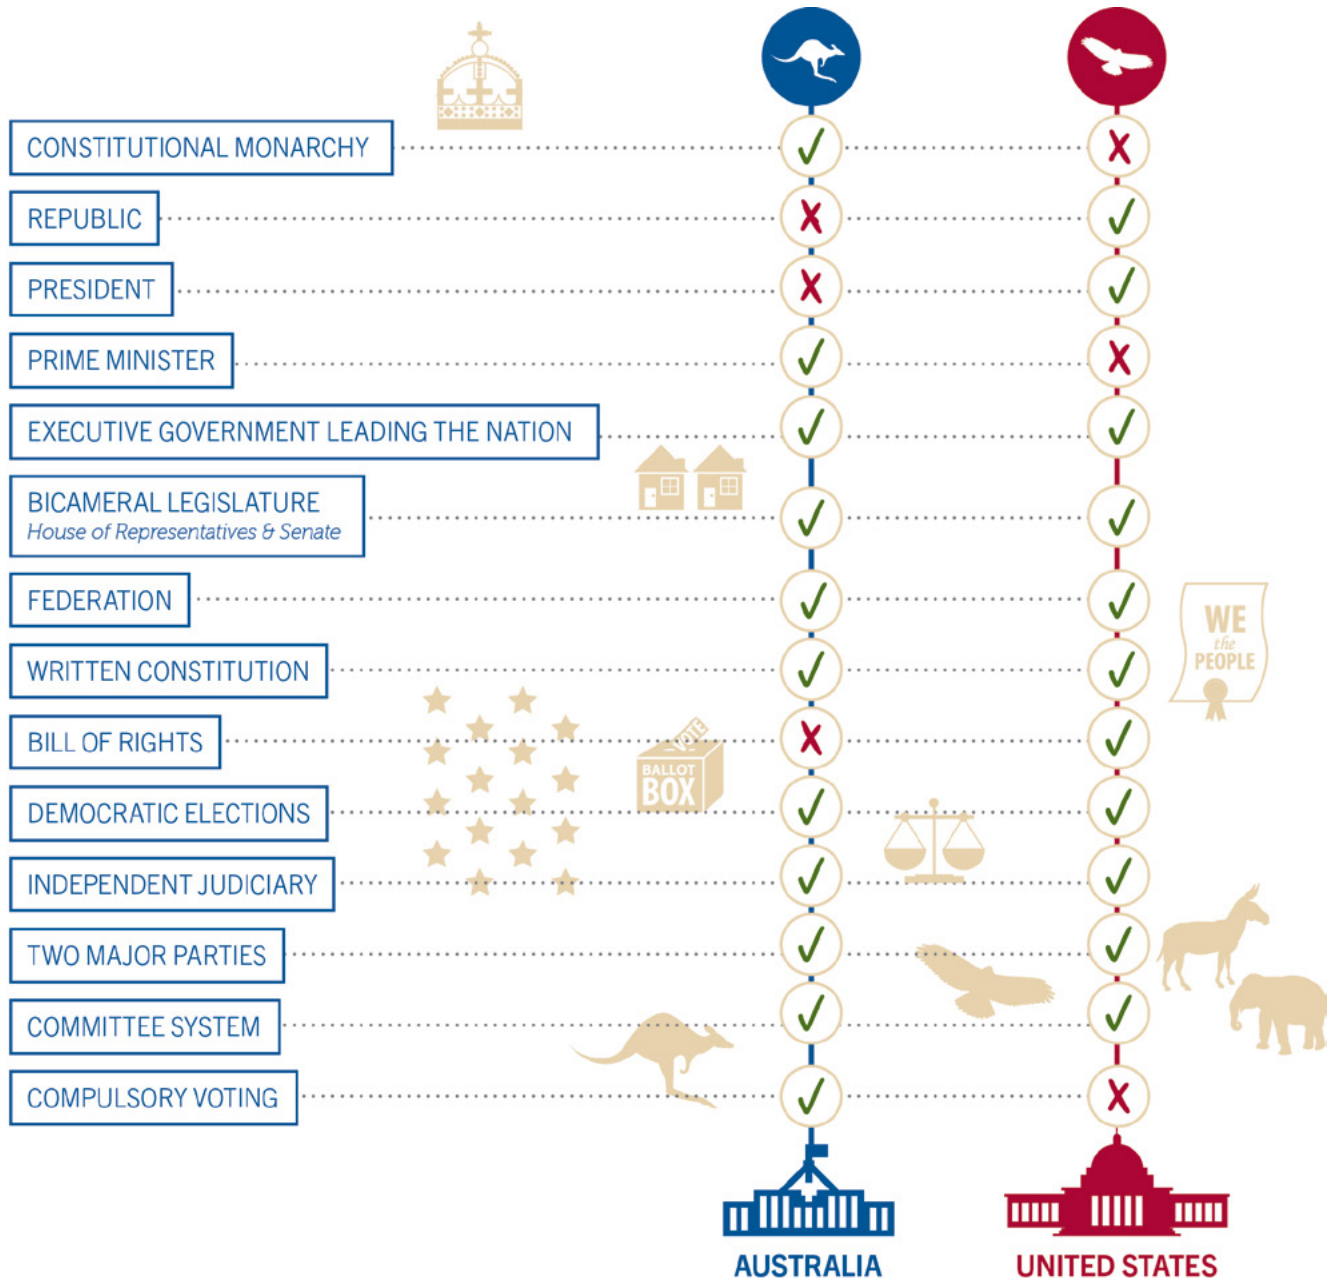 CONSTITUTIONAL MONARCHY
REPUBLIC
PRESIDENT
PRIME MINISTER
EXECUTIVE GOVERNMENT LEADING THE NATION
BICAMERAL LEGISLATURE
House of Representatives & Senate
FEDERATION
WE
the
PEOPLE
WRITTEN CONSTITUTION
BILL OF RIGHTS
VOTE
BALLOT
BOX
DEMOCRATIC ELECTIONS
INDEPENDENT JUDICIARY
TWO MAJOR PARTIES
COMMITTEE SYSTEM
COMPULSORY VOTING
AUSTRALIA
UNITED STATES